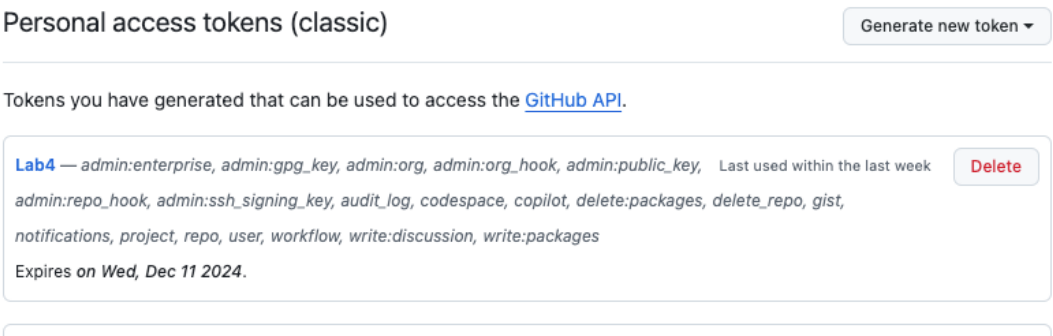 Personal access tokens (classic)
Generate new token
Tokens you have generated that can be used to access the GitHub API.
Lab4 — admin:enterprise, admin:gpg_key, admin:org, admin:org_hook, admin:public_key,
Last used within the last week
Delete
admin:repo_hook, admin:ssh_signing_key, audit_log, codespace, copilot, delete:packages, delete_repo, gist,
notifications, project, repo, user, workflow, write:discussion, write:packages
Expires on Wed, Dec 11 2024.